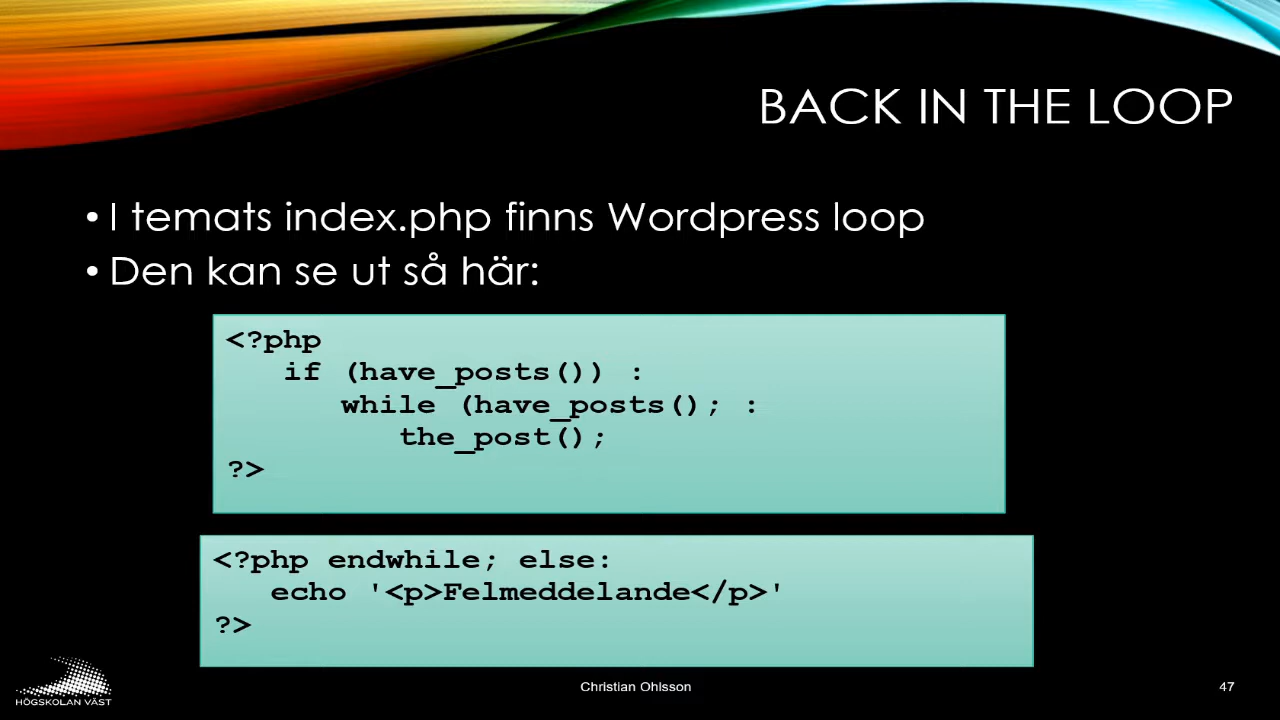 BACK IN THE LOOP
• I temats index.php finns Wordpress loop
• Den kan se ut så här:
<?php
if (have_posts()) :
while (have_posts(); :
the_post();
?>
<?php endwhile; else:
echo '<p>Felmeddelande</p>'
?>
HÖGSKOLAN VÄST
Christian Ohlsson
47